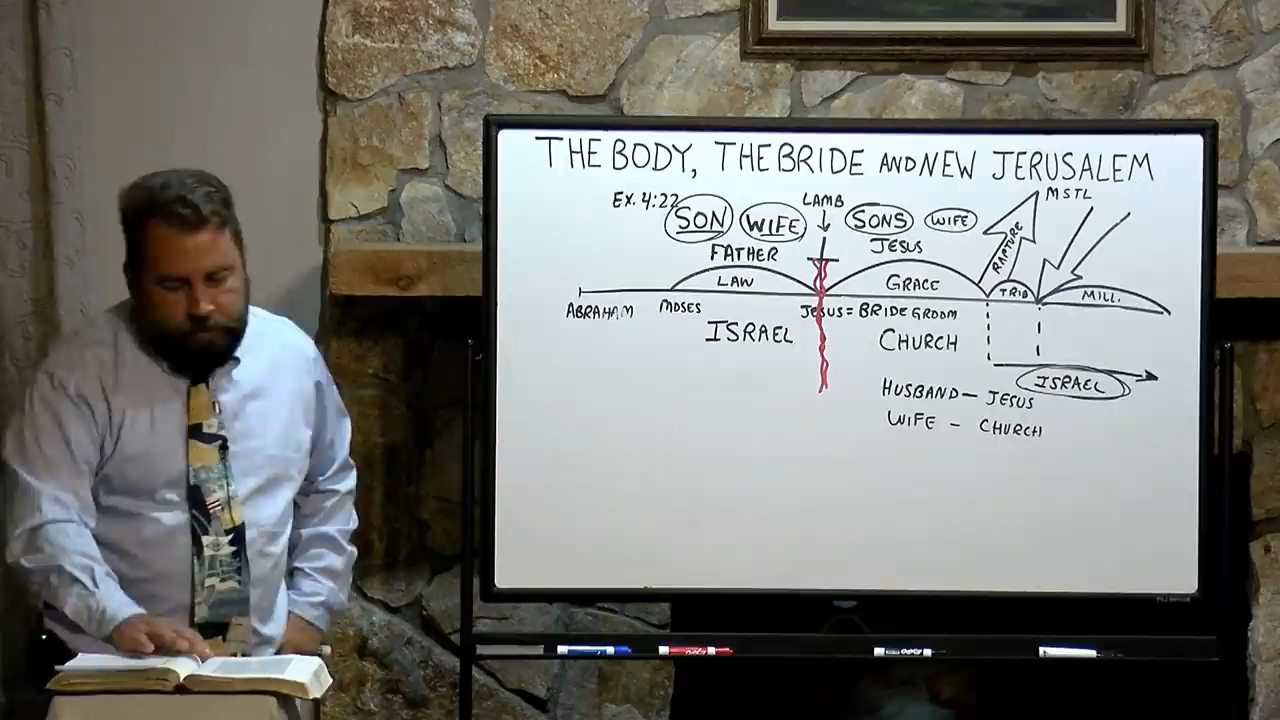 THE BODY, THE BRIDE AND NEW JERUSALEM
EX. 4:22 LAMB MSTL
SON WIFE SONS WIFE
FATHER JESUS RAPTURE
LAW GRACE TRIB MILL.
ABRAHAM MOSES JESUS = BRIDE GROOM
ISRAEL CHURCH
ISRAEL
HUSBAND - JESUS
WIFE - CHURCH